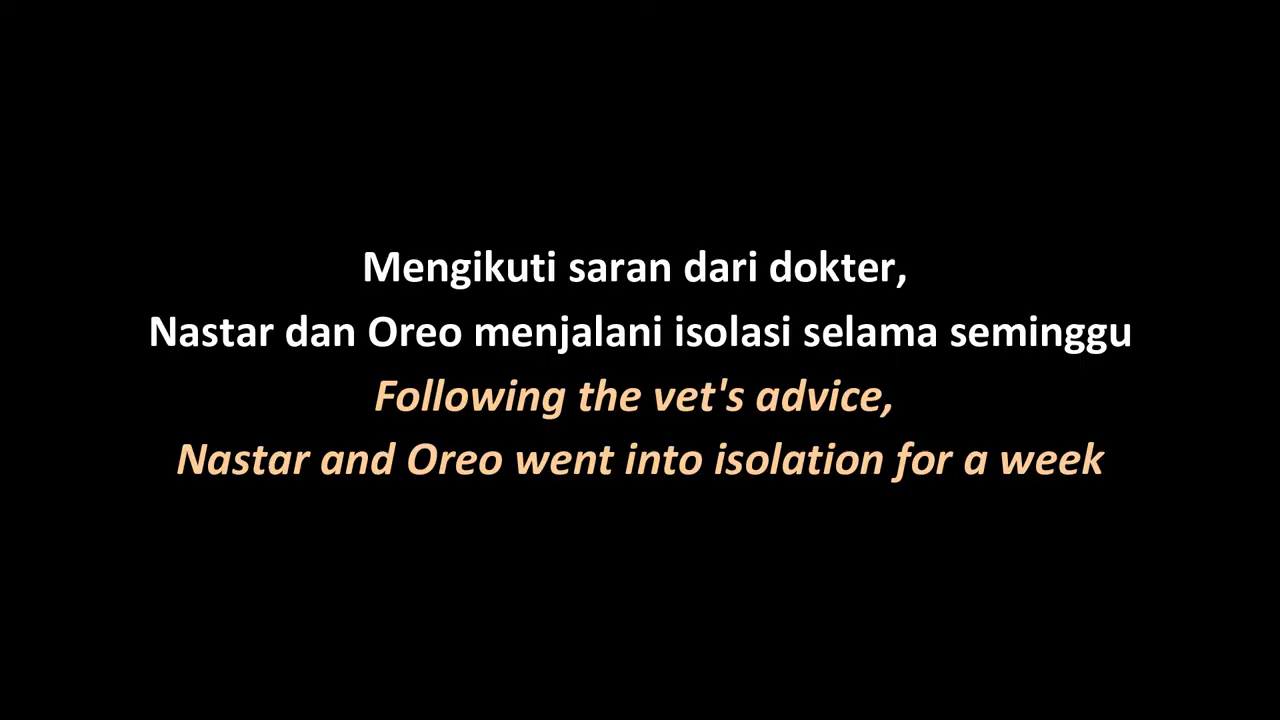 Mengikuti saran dari dokter,
Nastar dan Oreo menjalani isolasi selama seminggu
Following the vet's advice,
Nastar and Oreo went into isolation for a week